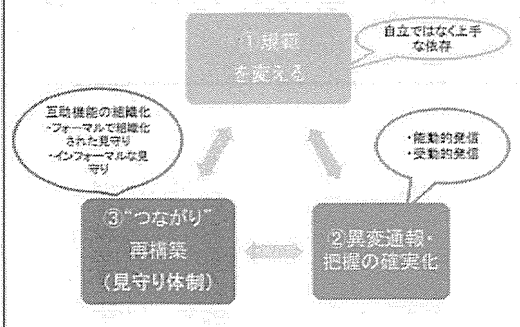 ①規範
を変える
自立ではなく上手
な依存
互助機能の組織化
・フォーマルで組織化
された見守り
・インフォーマルな見
守り
・能動的発信
・受動的発信
③“つながり”
再構築
(見守り体制)
②異変通報・
把握の確実化